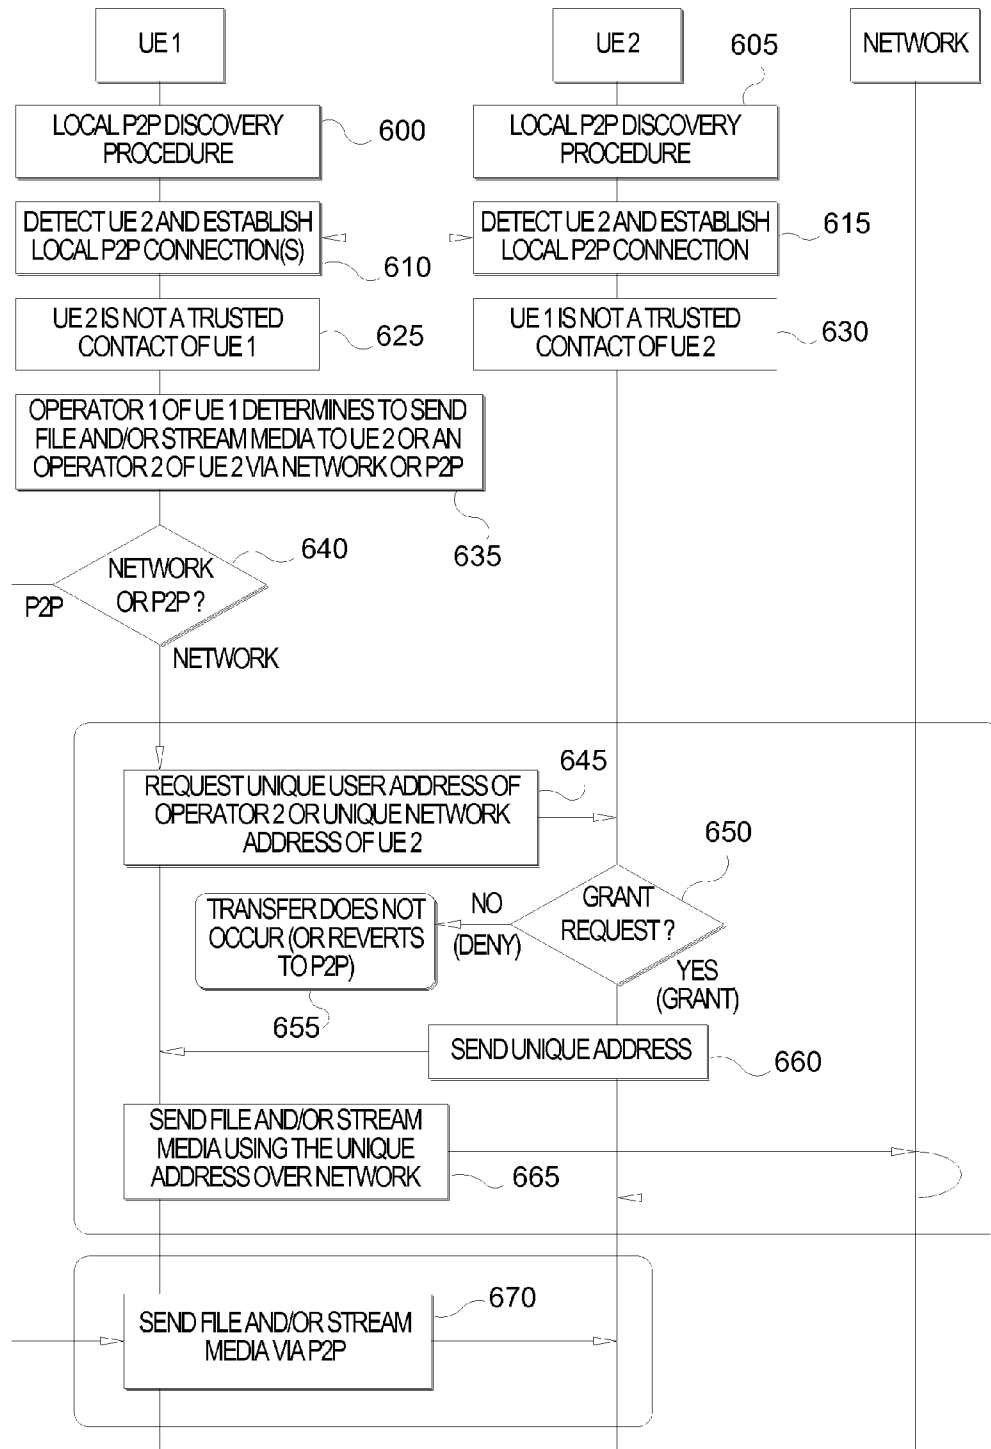 UE 1
UE 2
NETWORK
605
LOCAL P2P DISCOVERY
PROCEDURE
600
LOCAL P2P DISCOVERY
PROCEDURE
DETECT UE 2 AND ESTABLISH
LOCAL P2P CONNECTION(S)
610
DETECT UE 2 AND ESTABLISH
LOCAL P2P CONNECTION
615
UE 2 IS NOT A TRUSTED
CONTACT OF UE 1
625
UE 1 IS NOT A TRUSTED
CONTACT OF UE 2
630
OPERATOR 1 OF UE 1 DETERMINES TO SEND
FILE AND/OR STREAM MEDIA TO UE 2 OR AN
OPERATOR 2 OF UE 2 VIA NETWORK OR P2P
635
640
NETWORK
OR P2P ?
P2P
NETWORK
645
REQUEST UNIQUE USER ADDRESS OF
OPERATOR 2 OR UNIQUE NETWORK
ADDRESS OF UE 2
650
GRANT
REQUEST ?
NO
(DENY)
TRANSFER DOES NOT
OCCUR (OR REVERTS
TO P2P)
655
YES
(GRANT)
SEND UNIQUE ADDRESS
660
SEND FILE AND/OR STREAM
MEDIA USING THE UNIQUE
ADDRESS OVER NETWORK
665
670
SEND FILE AND/OR STREAM
MEDIA VIA P2P